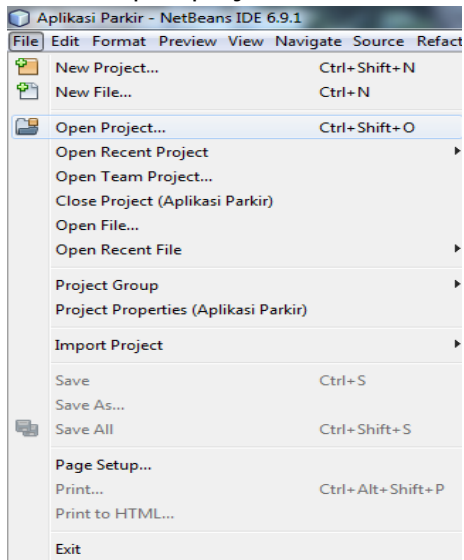 Aplikasi Parkir - NetBeans IDE 6.9.1
File Edit Format Preview View Navigate Source Refact
New Project... Ctrl+Shift+N
New File... Ctrl+N
Open Project... Ctrl+Shift+O
Open Recent Project
Open Team Project...
Close Project (Aplikasi Parkir)
Open File...
Open Recent File
Project Group
Project Properties (Aplikasi Parkir)
Import Project
Save Ctrl+S
Save As...
Save All Ctrl+Shift+S
Page Setup...
Print... Ctrl+Alt+Shift+P
Print to HTML...
Exit